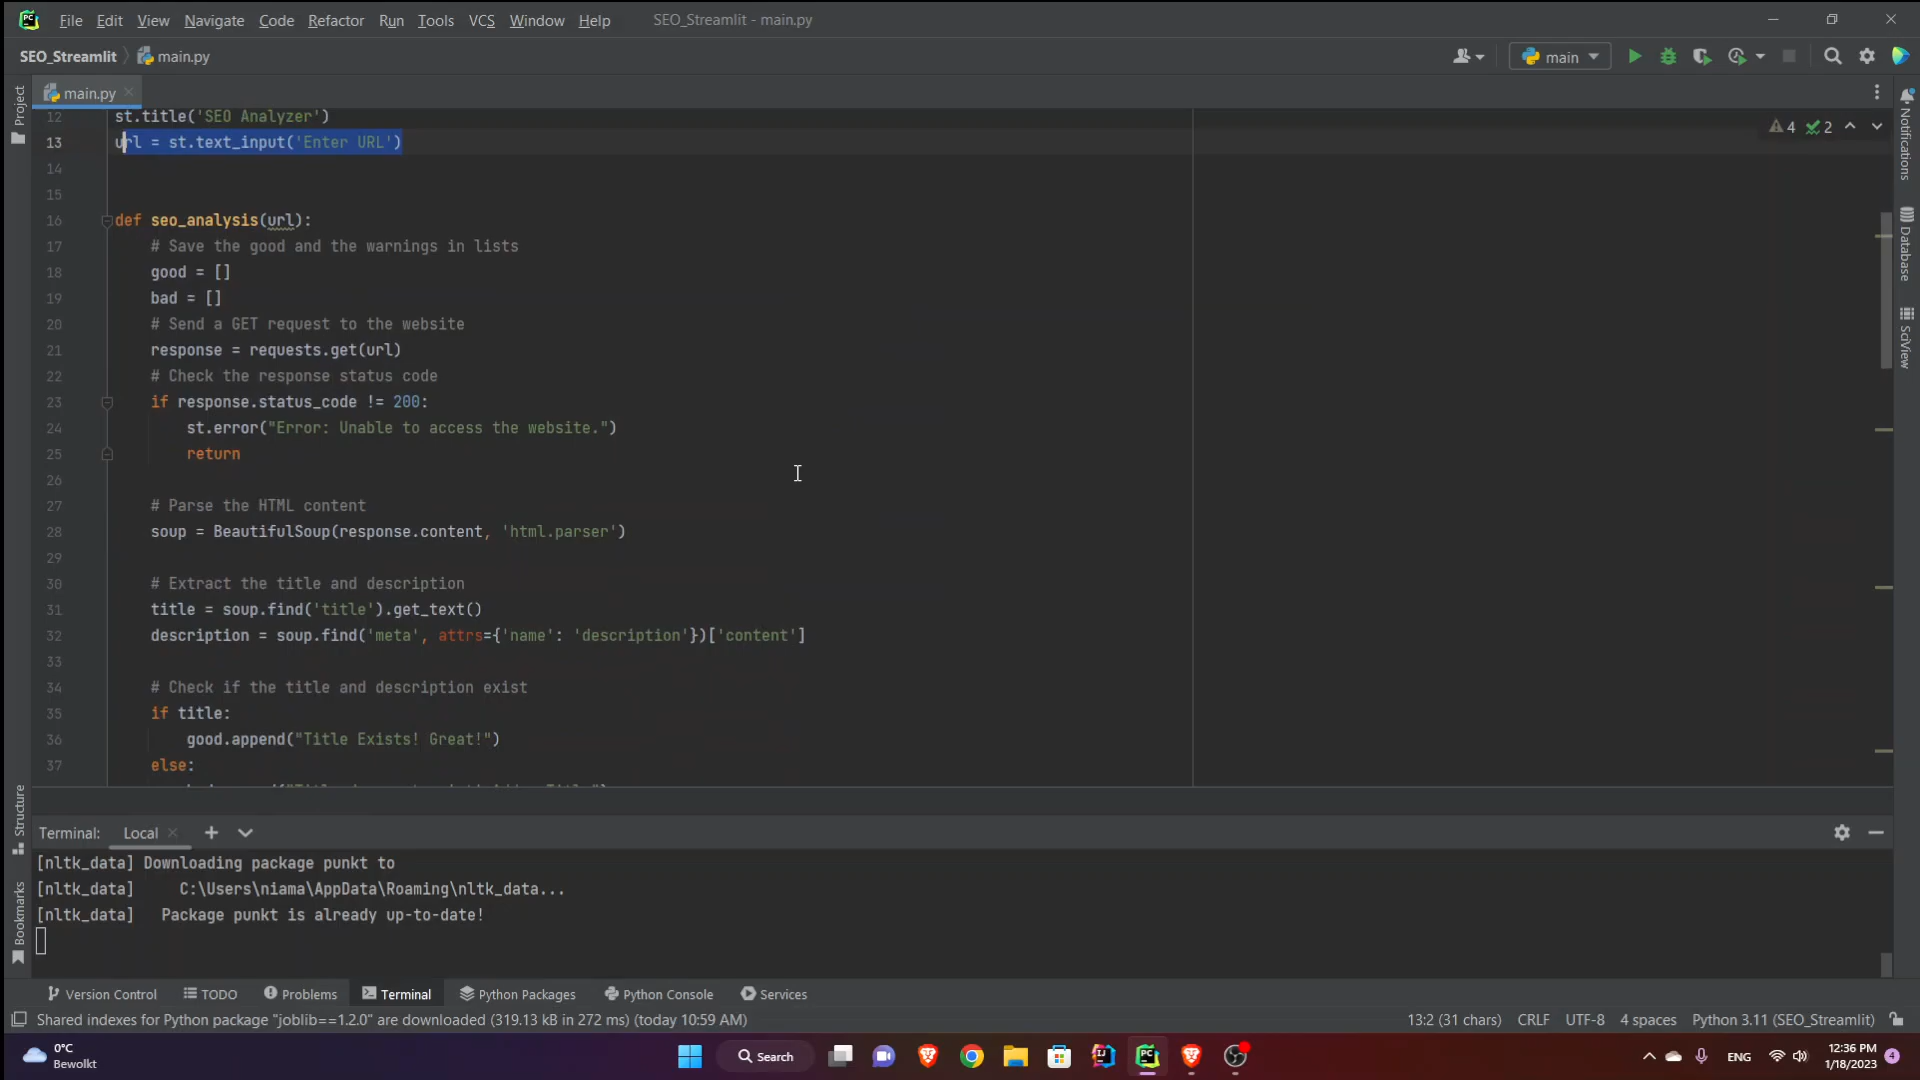 File Edit View Navigate Code Refactor Run Tools VCS Window Help SEO_Streamlit - main.py
SEO_Streamlit main.py main
main.py
Project
12 st.title('SEO Analyzer')
13 url = st.text_input('Enter URL')
4 2
14
15
16 def seo_analysis(url):
17 # Save the good and the warnings in lists
18 good = []
19 bad = []
20 # Send a GET request to the website
21 response = requests.get(url)
22 # Check the response status code
23 if response.status_code != 200:
24 st.error("Error: Unable to access the website.")
25 return
26
27 # Parse the HTML content
28 soup = BeautifulSoup(response.content, 'html.parser')
29
30 # Extract the title and description
31 title = soup.find('title').get_text()
32 description = soup.find('meta', attrs={'name': 'description'})['content']
33
34 # Check if the title and description exist
35 if title:
36 good.append("Title Exists! Great!")
37 else:
Notifications
Database
SciView
Structure
Bookmarks
Terminal: Local
[nltk_data] Downloading package punkt to
[nltk_data] C:\Users\niama\AppData\Roaming\nltk_data...
[nltk_data] Package punkt is already up-to-date!
Version Control TODO Problems Terminal Python Packages Python Console Services
Shared indexes for Python package "joblib==1.2.0" are downloaded (319.13 kB in 272 ms) (today 10:59 AM) 13:2 (31 chars) CRLF UTF-8 4 spaces Python 3.11 (SEO_Streamlit)
0°C
Bewolkt
Search
ENG
12:36 PM
1/18/2023
4